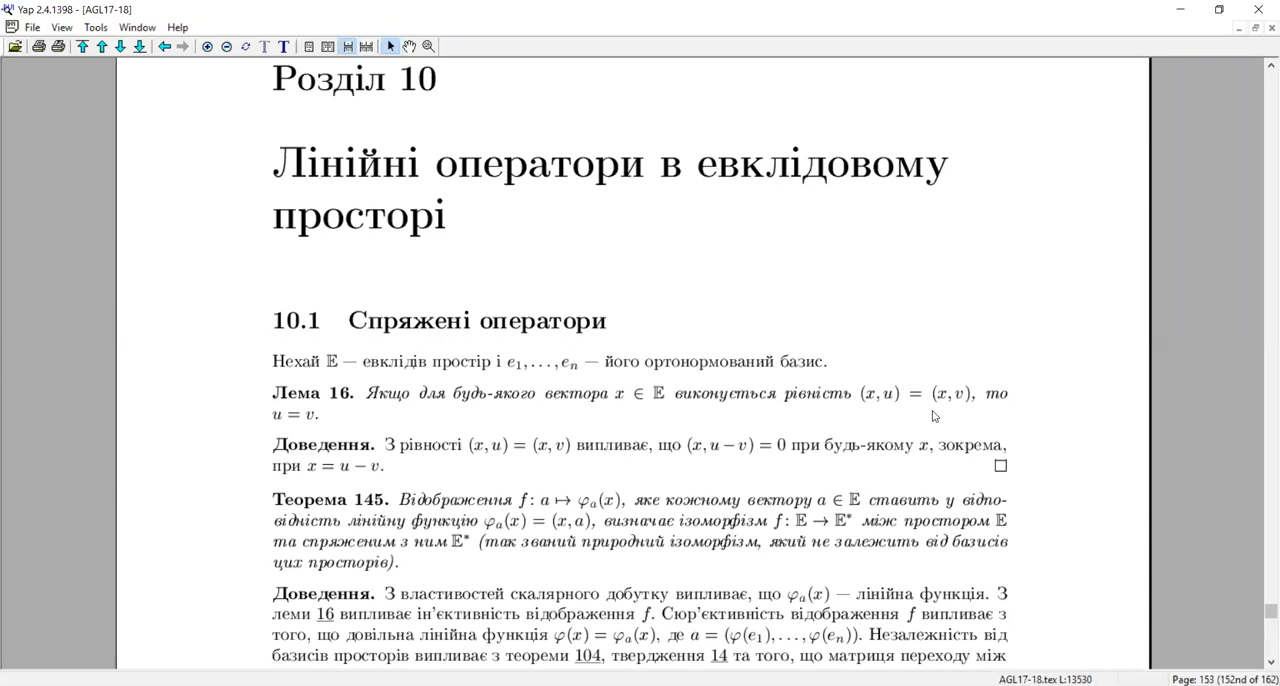 Yap 2.4.1398 - [AGL17-18]
File View Tools Window Help
Розділ 10
Лінійні оператори в евклідовому
просторі
10.1 Спряжені оператори
Нехай 𝔼 — евклідів простір і e₁, . . . , eₙ — його ортонормований базис.
Лема 16. Якщо для будь-якого вектора x ∈ 𝔼 виконується рівність (x, u) = (x, v), то
u = v.
Доведення. З рівності (x, u) = (x, v) випливає, що (x, u − v) = 0 при будь-якому x, зокрема,
при x = u − v. □
Теорема 145. Відображення f : a ↦ φₐ(x), яке кожному вектору a ∈ 𝔼 ставить у відпо-
відність лінійну функцію φₐ(x) = (x, a), визначає ізоморфізм f : 𝔼 → 𝔼* між простором 𝔼
та спряженим з ним 𝔼* (так званий природний ізоморфізм, який не залежить від базисів
цих просторів).
Доведення. З властивостей скалярного добутку випливає, що φₐ(x) — лінійна функція. З
леми 16 випливає ін’єктивність відображення f. Сюр’єктивність відображення f випливає з
того, що довільна лінійна функція φ(x) = φₐ(x), де a = (φ(e₁), . . . , φ(eₙ)). Незалежність від
базисів просторів випливає з теореми 104, твердження 14 та того, що матриця переходу між
AGL17-18.tex L:13530 Page: 153 (152nd of 162)